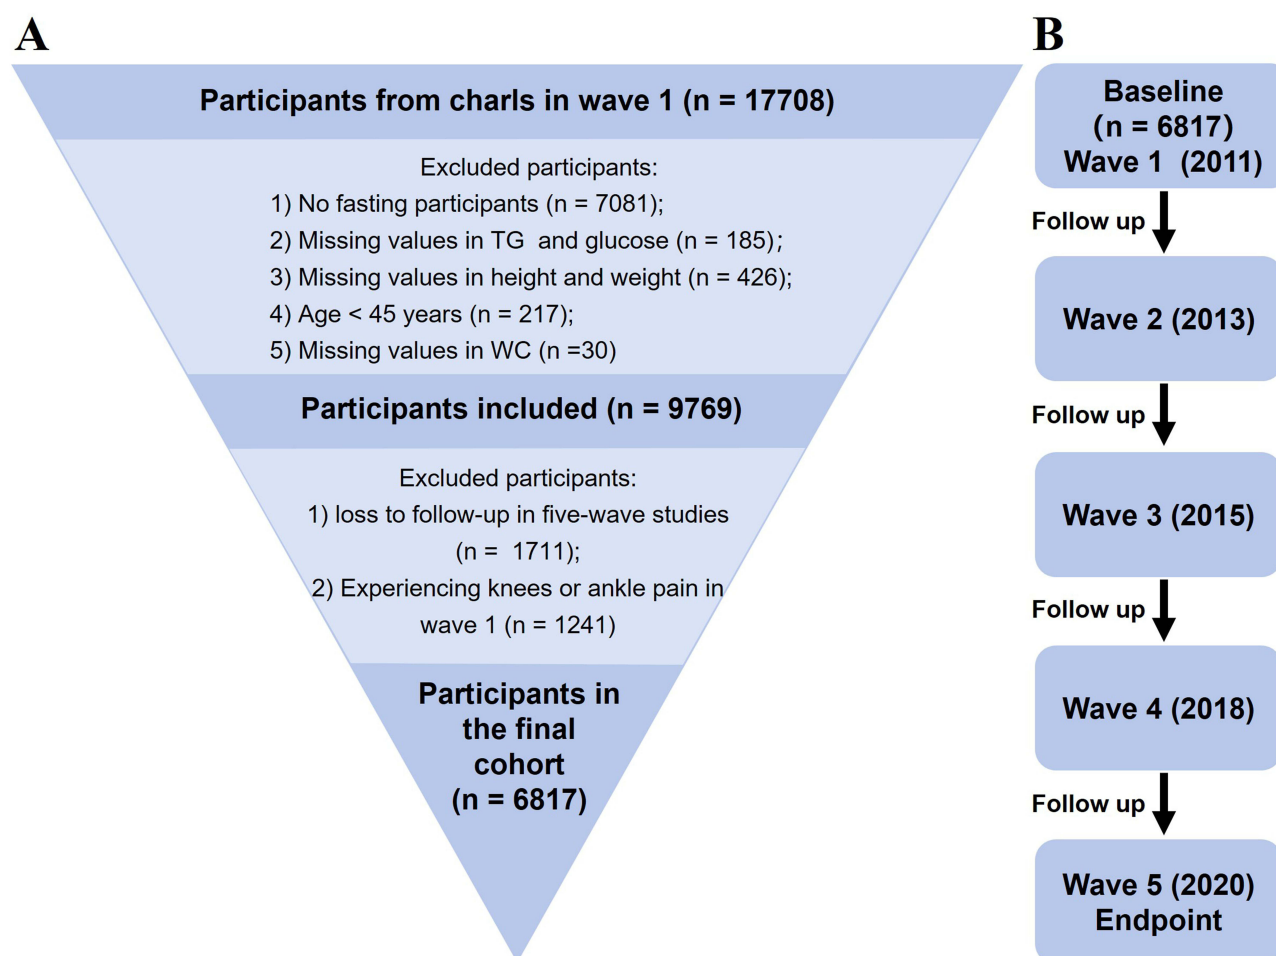 A
Participants from charls in wave 1 (n = 17708)
Excluded participants:
1) No fasting participants (n = 7081);
2) Missing values in TG and glucose (n = 185);
3) Missing values in height and weight (n = 426);
4) Age < 45 years (n = 217);
5) Missing values in WC (n =30)
Participants included (n = 9769)
Excluded participants:
1) loss to follow-up in five-wave studies
(n = 1711);
2) Experiencing knees or ankle pain in
wave 1 (n = 1241)
Participants in
the final
cohort
(n = 6817)
B
Baseline
(n = 6817)
Wave 1 (2011)
Follow up
Wave 2 (2013)
Follow up
Wave 3 (2015)
Follow up
Wave 4 (2018)
Follow up
Wave 5 (2020)
Endpoint